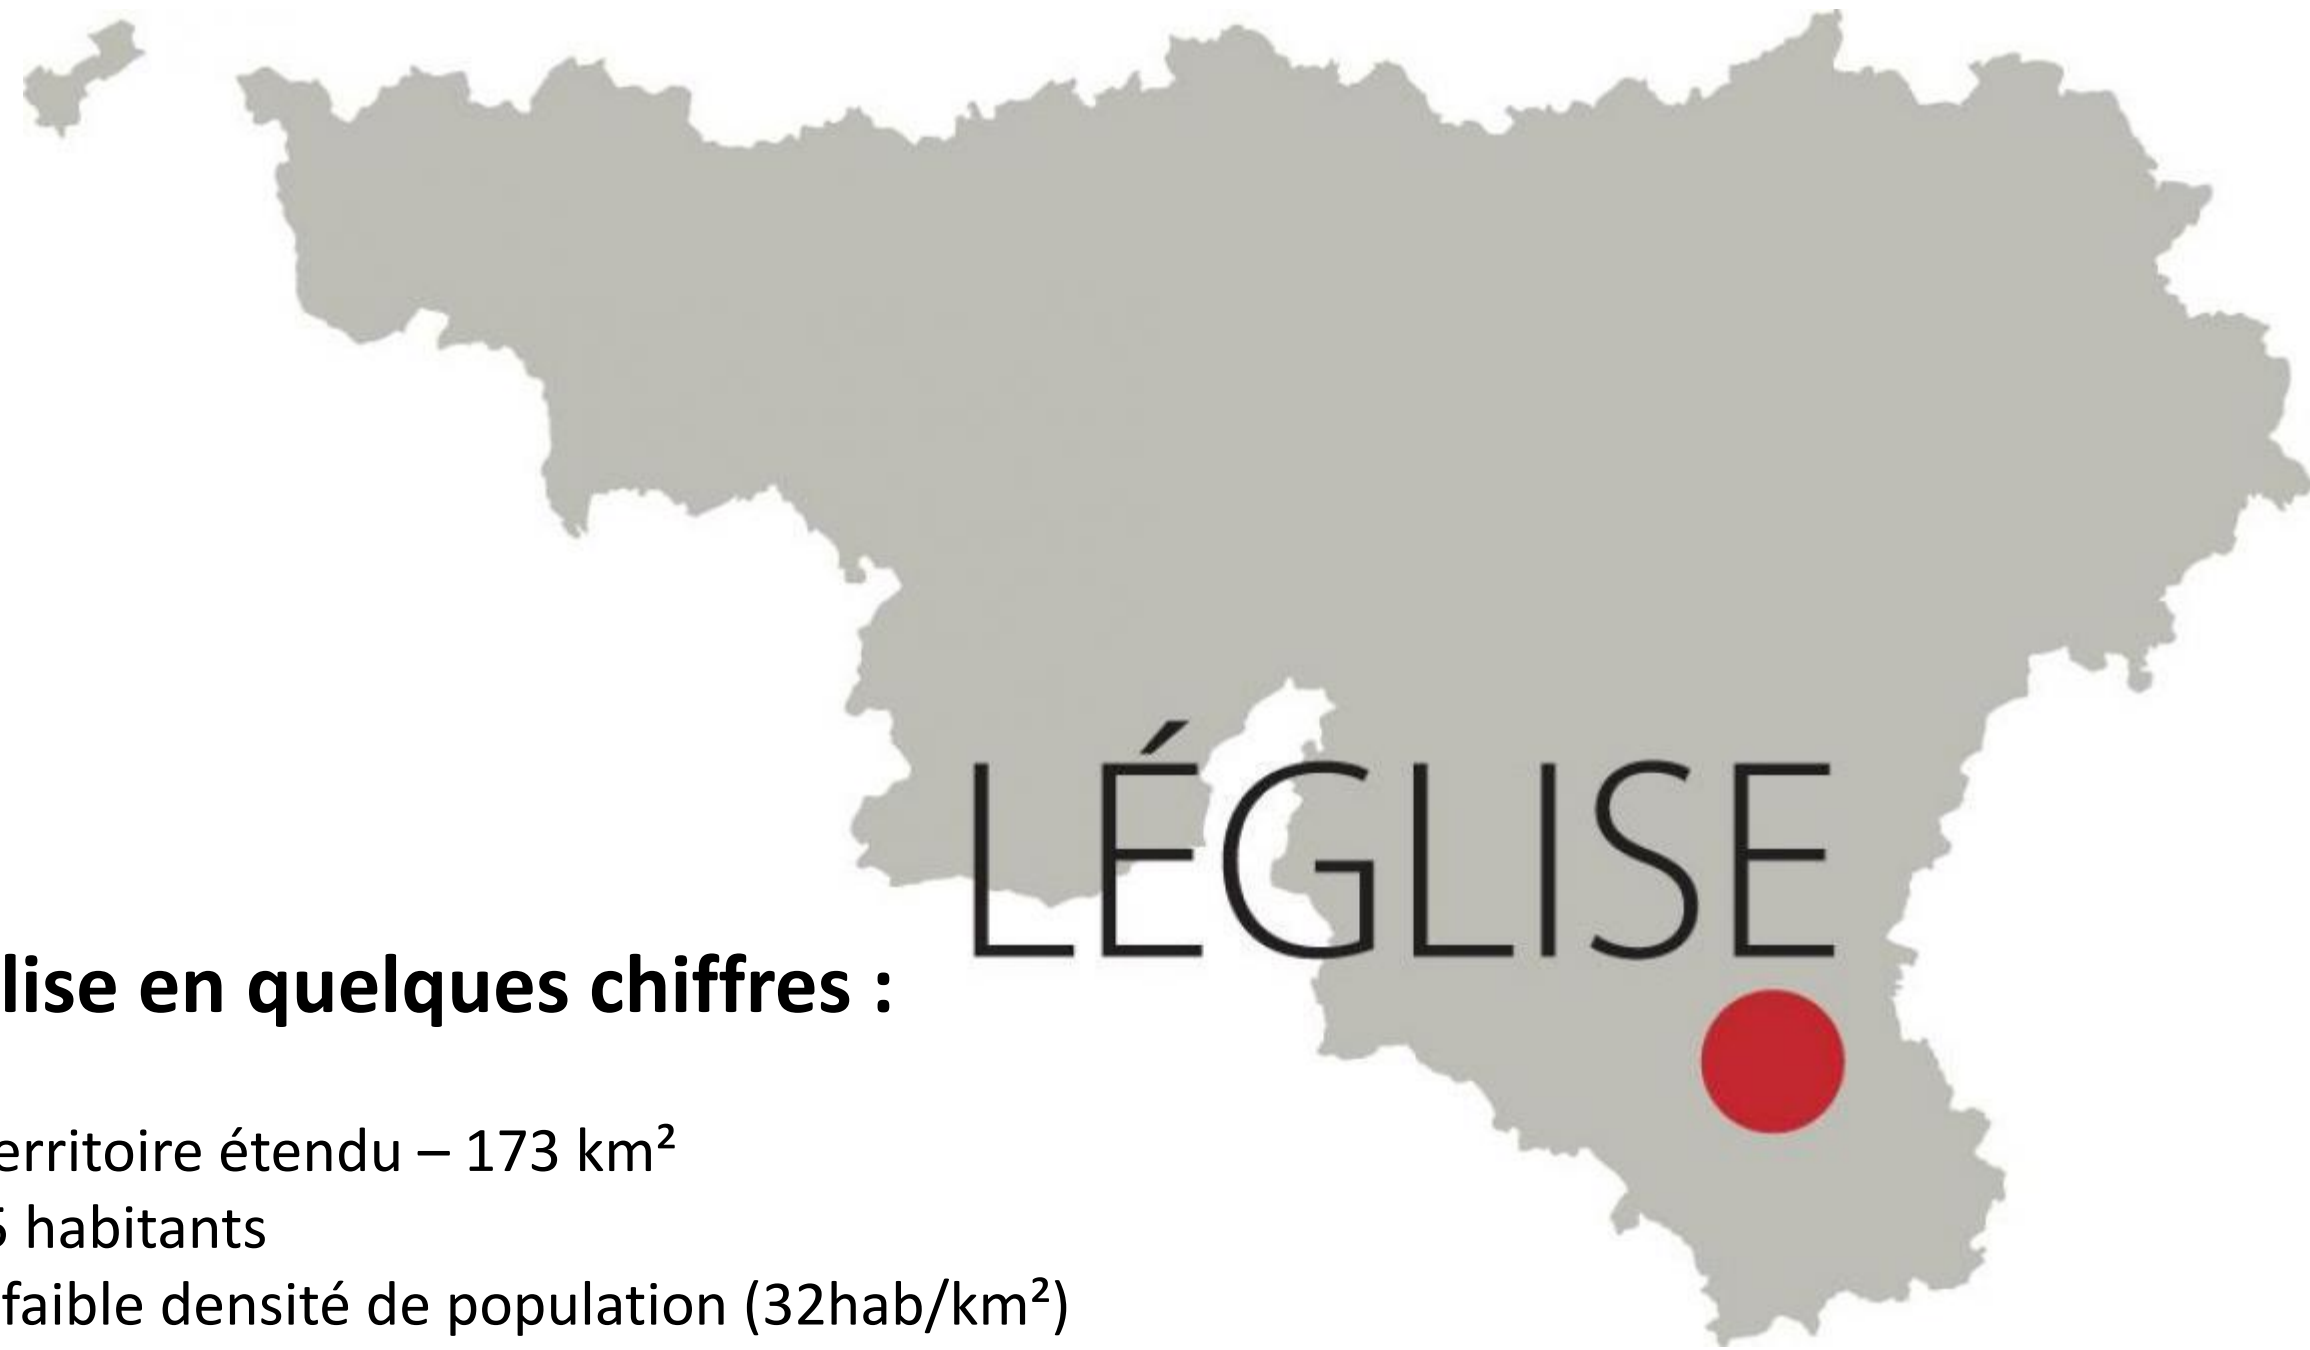 LÉGLISE
lise en quelques chiffres :
erritoire étendu – 173 km²
habitants
faible densité de population (32hab/km²)